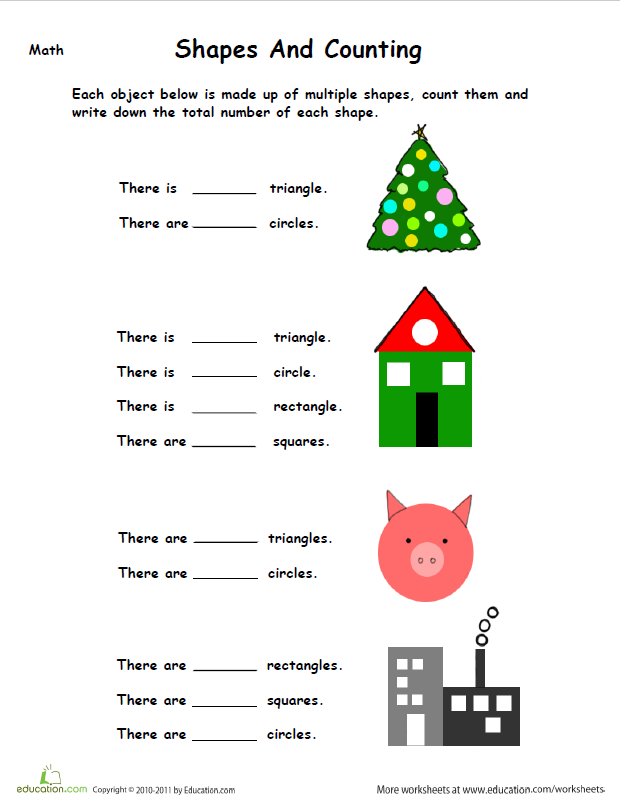 Math
Shapes And Counting
Each object below is made up of multiple shapes, count them and
write down the total number of each shape.
There is ________ triangle.
There are ________ circles.
There is ________ triangle.
There is ________ circle.
There is ________ rectangle.
There are ________ squares.
There are ________ triangles.
There are ________ circles.
There are ________ rectangles.
There are ________ squares.
There are ________ circles.
education.com Copyright © 2010-2011 by Education.com
More worksheets at www.education.com/worksheets